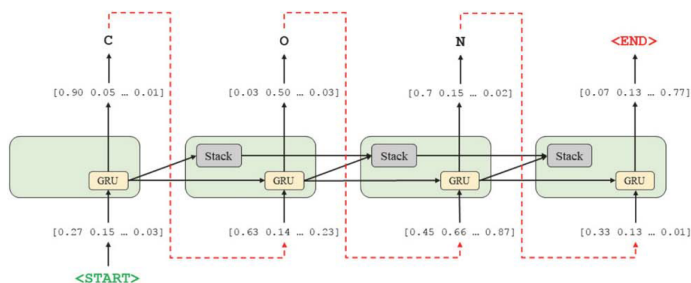 C O N <END>
[0.90 0.05 … 0.01] [0.03 0.50 … 0.03] [0.7 0.15 … 0.02] [0.07 0.13 … 0.77]
Stack Stack Stack
GRU GRU GRU GRU
[0.27 0.15 … 0.03] [0.63 0.14 … 0.23] [0.45 0.66 … 0.87] [0.33 0.13 … 0.01]
<START>